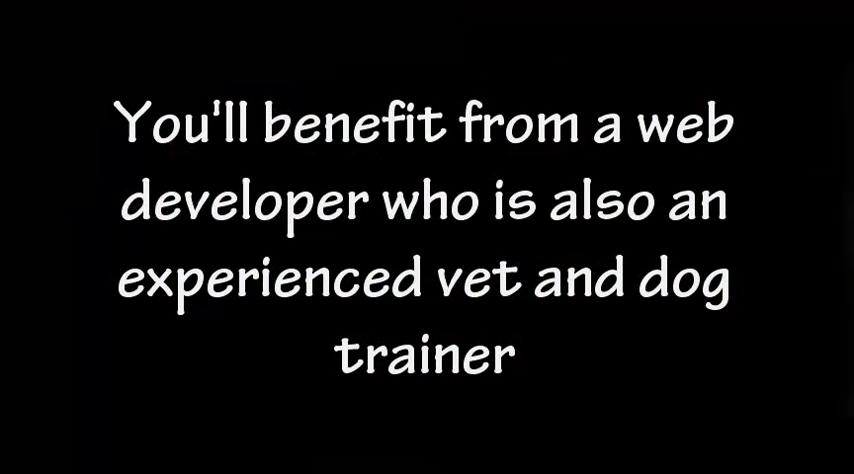 You'll benefit from a web
developer who is also an
experienced vet and dog
trainer